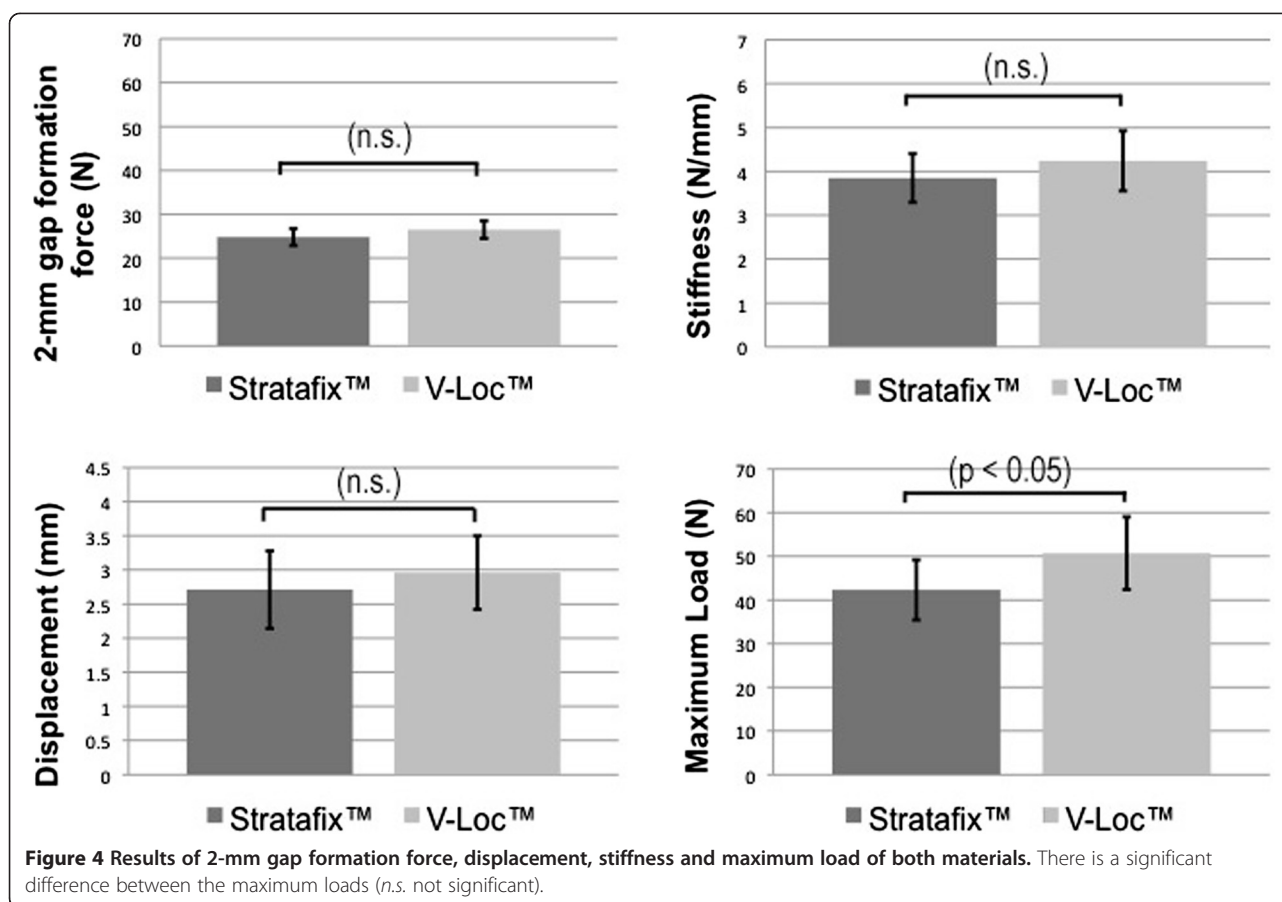 2-mm gap formation
force (N)
70
60
50
40
30
20
10
0
(n.s.)
Stratafix™ V-Loc™
Stiffness (N/mm)
7
6
5
4
3
2
1
0
(n.s.)
Stratafix™ V-Loc™
Displacement (mm)
4.5
4
3.5
3
2.5
2
1.5
1
0.5
0
(n.s.)
Stratafix™ V-Loc™
Maximum Load (N)
70
60
50
40
30
20
10
0
(p < 0.05)
Stratafix™ V-Loc™
Figure 4 Results of 2-mm gap formation force, displacement, stiffness and maximum load of both materials. There is a significant
difference between the maximum loads (n.s. not significant).